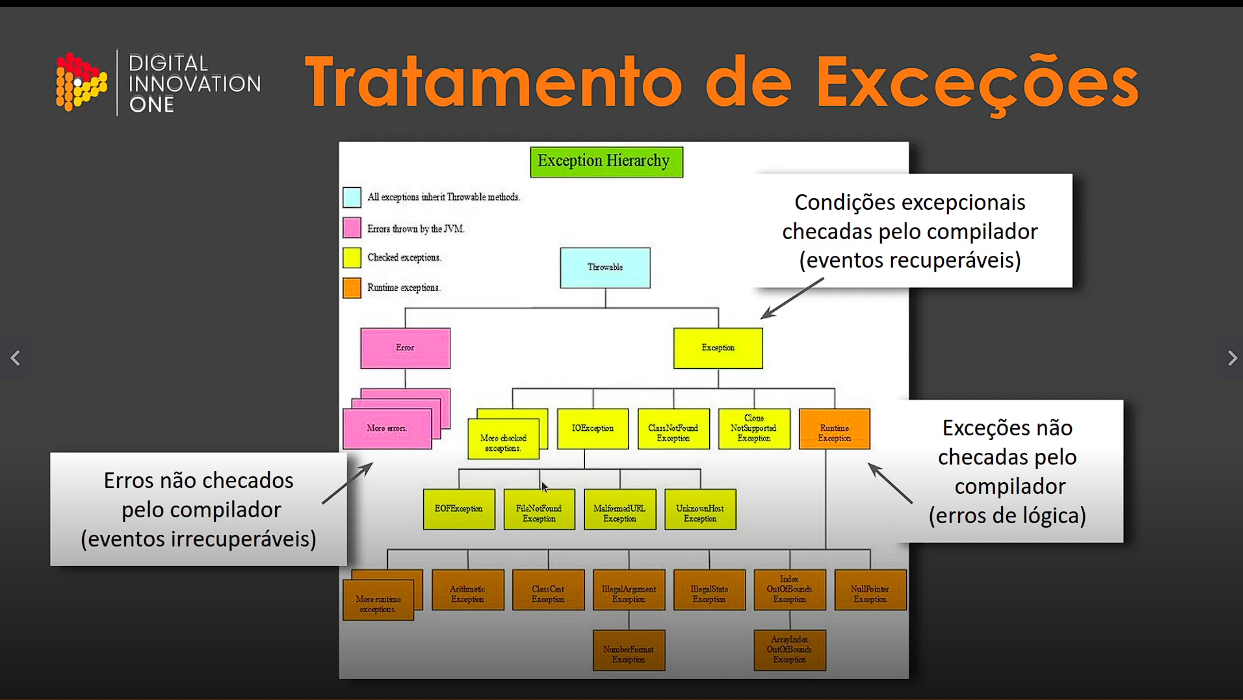 DIGITAL
INNOVATION
ONE
Tratamento de Exceções
Exception Hierarchy
All exceptions inherit Throwable methods.
Errors thrown by the JVM.
Checked exceptions.
Runtime exceptions.
Condições excepcionais
checadas pelo compilador
(eventos recuperáveis)
Throwable
Error
Exception
More errors.
More checked
exceptions.
IOException
ClassNotFound
Exception
Clone
NotSupported
Exception
Runtime
Exception
Exceções não
checadas pelo
compilador
(erros de lógica)
Erros não checados
pelo compilador
(eventos irrecuperáveis)
EOFException
FileNotFound
Exception
MalformedURL
Exception
UnknownHost
Exception
More runtime
exceptions.
Arithmetic
Exception
ClassCast
Exception
IllegalArgument
Exception
IllegalState
Exception
Index
OutOfBounds
Exception
NullPointer
Exception
NumberFormat
Exception
ArrayIndex
OutOfBounds
Exception